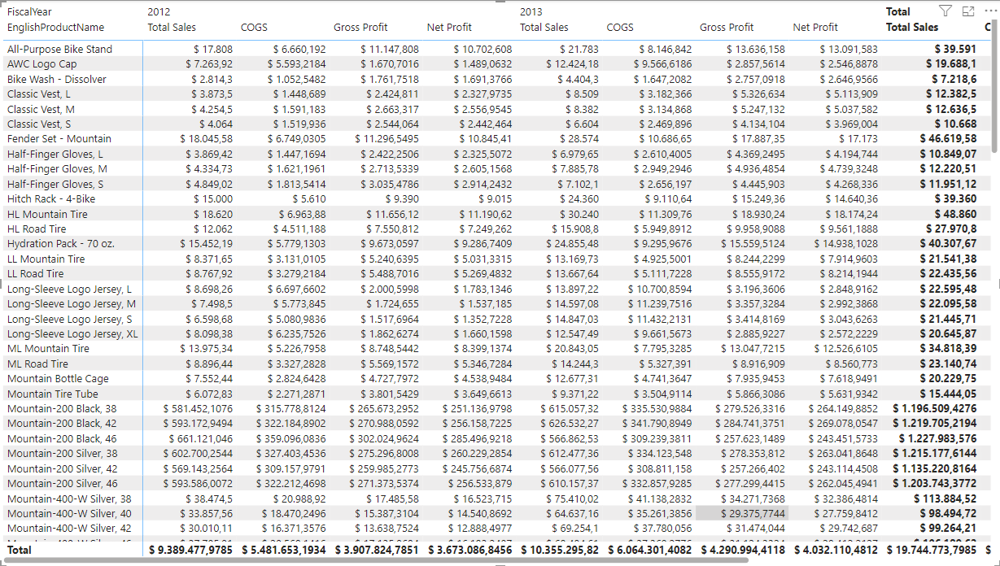 FiscalYear 2012 2013 Total
EnglishProductName Total Sales COGS Gross Profit Net Profit Total Sales COGS Gross Profit Net Profit Total Sales C
All-Purpose Bike Stand $ 17.808 $ 6.660,192 $ 11.147,808 $ 10.702,608 $ 21.783 $ 8.146,842 $ 13.636,158 $ 13.091,583 $ 39.591
AWC Logo Cap $ 7.263,92 $ 5.593,2184 $ 1.670,7016 $ 1.489,0632 $ 12.424,18 $ 9.566,6186 $ 2.857,5614 $ 2.546,8878 $ 19.688,1
Bike Wash - Dissolver $ 2.814,3 $ 1.052,5482 $ 1.761,7518 $ 1.691,3766 $ 4.404,3 $ 1.647,2082 $ 2.757,0918 $ 2.646,9566 $ 7.218,6
Classic Vest, L $ 3.873,5 $ 1.448,689 $ 2.424,811 $ 2.327,9735 $ 8.509 $ 3.182,366 $ 5.326,634 $ 5.113,909 $ 12.382,5
Classic Vest, M $ 4.254,5 $ 1.591,183 $ 2.663,317 $ 2.556,9545 $ 8.382 $ 3.134,868 $ 5.247,132 $ 5.037,582 $ 12.636,5
Classic Vest, S $ 4.064 $ 1.519,936 $ 2.544,064 $ 2.442,464 $ 6.604 $ 2.469,896 $ 4.134,104 $ 3.969,004 $ 10.668
Fender Set - Mountain $ 18.045,58 $ 6.749,0305 $ 11.296,5495 $ 10.845,41 $ 28.574 $ 10.686,65 $ 17.887,35 $ 17.173 $ 46.619,58
Half-Finger Gloves, L $ 3.869,42 $ 1.447,1694 $ 2.422,2506 $ 2.325,5072 $ 6.979,65 $ 2.610,4005 $ 4.369,2495 $ 4.194,744 $ 10.849,07
Half-Finger Gloves, M $ 4.334,73 $ 1.621,1961 $ 2.713,5339 $ 2.605,1568 $ 7.885,78 $ 2.949,2946 $ 4.936,4854 $ 4.739,3248 $ 12.220,51
Half-Finger Gloves, S $ 4.849,02 $ 1.813,5414 $ 3.035,4786 $ 2.914,2432 $ 7.102,1 $ 2.656,197 $ 4.445,903 $ 4.268,336 $ 11.951,12
Hitch Rack - 4-Bike $ 15.000 $ 5.610 $ 9.390 $ 9.015 $ 24.360 $ 9.110,64 $ 15.249,36 $ 14.640,36 $ 39.360
HL Mountain Tire $ 18.620 $ 6.963,88 $ 11.656,12 $ 11.190,62 $ 30.240 $ 11.309,76 $ 18.930,24 $ 18.174,24 $ 48.860
HL Road Tire $ 12.062 $ 4.511,188 $ 7.550,812 $ 7.249,262 $ 15.908,8 $ 5.949,8912 $ 9.958,9088 $ 9.561,1888 $ 27.970,8
Hydration Pack - 70 oz. $ 15.452,19 $ 5.779,1303 $ 9.673,0597 $ 9.286,7409 $ 24.855,48 $ 9.295,9676 $ 15.559,5124 $ 14.938,1028 $ 40.307,67
LL Mountain Tire $ 8.371,65 $ 3.131,0105 $ 5.240,6395 $ 5.031,3315 $ 13.169,73 $ 4.925,5001 $ 8.244,2299 $ 7.914,9603 $ 21.541,38
LL Road Tire $ 8.767,92 $ 3.279,2184 $ 5.488,7016 $ 5.269,4832 $ 13.667,64 $ 5.111,7228 $ 8.555,9172 $ 8.214,1944 $ 22.435,56
Long-Sleeve Logo Jersey, L $ 8.698,26 $ 6.697,6602 $ 2.000,5998 $ 1.783,1346 $ 13.897,22 $ 10.700,8594 $ 3.196,3606 $ 2.848,9162 $ 22.595,48
Long-Sleeve Logo Jersey, M $ 7.498,5 $ 5.773,845 $ 1.724,655 $ 1.537,185 $ 14.597,08 $ 11.239,7516 $ 3.357,3284 $ 2.992,3868 $ 22.095,58
Long-Sleeve Logo Jersey, S $ 6.598,68 $ 5.080,9836 $ 1.517,6964 $ 1.352,7228 $ 14.847,03 $ 11.432,2131 $ 3.414,8169 $ 3.043,6263 $ 21.445,71
Long-Sleeve Logo Jersey, XL $ 8.098,38 $ 6.235,7526 $ 1.862,6274 $ 1.660,1598 $ 12.547,49 $ 9.661,5673 $ 2.885,9227 $ 2.572,2229 $ 20.645,87
ML Mountain Tire $ 13.975,34 $ 5.226,7958 $ 8.748,5442 $ 8.399,1374 $ 20.843,05 $ 7.795,3285 $ 13.047,7215 $ 12.526,6105 $ 34.818,39
ML Road Tire $ 8.896,44 $ 3.327,2828 $ 5.569,1572 $ 5.346,7284 $ 14.244,3 $ 5.327,391 $ 8.916,909 $ 8.560,773 $ 23.140,74
Mountain Bottle Cage $ 7.552,44 $ 2.824,6428 $ 4.727,7972 $ 4.538,9484 $ 12.677,31 $ 4.741,3647 $ 7.935,9453 $ 7.618,9491 $ 20.229,75
Mountain Tire Tube $ 6.072,83 $ 2.271,2871 $ 3.801,5429 $ 3.649,6613 $ 9.371,22 $ 3.504,9114 $ 5.866,3086 $ 5.631,9342 $ 15.444,05
Mountain-200 Black, 38 $ 581.452,1076 $ 315.778,8124 $ 265.673,2952 $ 251.136,9798 $ 615.057,32 $ 335.530,9884 $ 279.526,3316 $ 264.149,8852 $ 1.196.509,4276
Mountain-200 Black, 42 $ 593.172,9494 $ 322.184,8902 $ 270.988,0592 $ 256.158,7225 $ 626.532,27 $ 341.790,8949 $ 284.741,3751 $ 269.078,0547 $ 1.219.705,2194
Mountain-200 Black, 46 $ 661.121,046 $ 359.096,0836 $ 302.024,9624 $ 285.496,9218 $ 566.862,53 $ 309.239,3811 $ 257.623,1489 $ 243.451,5733 $ 1.227.983,576
Mountain-200 Silver, 38 $ 602.700,2544 $ 327.403,4536 $ 275.296,8008 $ 260.229,2854 $ 612.477,36 $ 334.123,548 $ 278.353,812 $ 263.041,8648 $ 1.215.177,6144
Mountain-200 Silver, 42 $ 569.143,2564 $ 309.157,9791 $ 259.985,2773 $ 245.756,6874 $ 566.077,56 $ 308.811,158 $ 257.266,402 $ 243.114,4508 $ 1.135.220,8164
Mountain-200 Silver, 46 $ 593.586,0072 $ 322.212,4698 $ 271.373,5374 $ 256.533,879 $ 610.157,37 $ 332.857,9285 $ 277.299,4415 $ 262.045,4941 $ 1.203.743,3772
Mountain-400-W Silver, 38 $ 38.474,5 $ 20.988,92 $ 17.485,58 $ 16.523,715 $ 75.410,02 $ 41.138,2832 $ 34.271,7368 $ 32.386,4814 $ 113.884,52
Mountain-400-W Silver, 40 $ 33.857,56 $ 18.470,2496 $ 15.387,3104 $ 14.540,8692 $ 64.637,16 $ 35.261,3856 $ 29.375,7744 $ 27.759,8412 $ 98.494,72
Mountain-400-W Silver, 42 $ 30.010,11 $ 16.371,3576 $ 13.638,7524 $ 12.888,4977 $ 69.254,1 $ 37.780,056 $ 31.474,044 $ 29.742,687 $ 99.264,21
Total $ 9.389.477,9785 $ 5.481.653,1934 $ 3.907.824,7851 $ 3.673.086,8456 $ 10.355.295,82 $ 6.064.301,4082 $ 4.290.994,4118 $ 4.032.110,4812 $ 19.744.773,7985 $